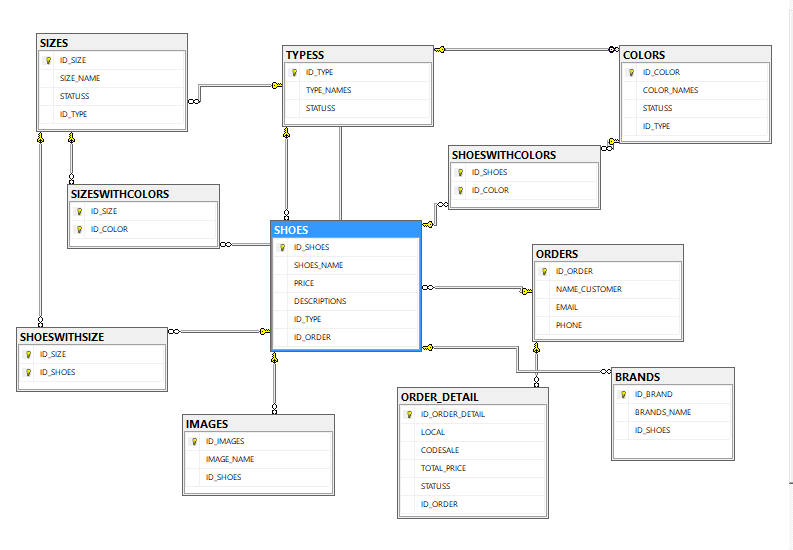 SIZES
ID_SIZE
SIZE_NAME
STATUSS
ID_TYPE
TYPESS
ID_TYPE
TYPE_NAMES
STATUSS
COLORS
ID_COLOR
COLOR_NAMES
STATUSS
ID_TYPE
SHOESWITHCOLORS
ID_SHOES
ID_COLOR
SIZESWITHCOLORS
ID_SIZE
ID_COLOR
SHOES
ID_SHOES
SHOES_NAME
PRICE
DESCRIPTIONS
ID_TYPE
ID_ORDER
ORDERS
ID_ORDER
NAME_CUSTOMER
EMAIL
PHONE
SHOESWITHSIZE
ID_SIZE
ID_SHOES
BRANDS
ID_BRAND
BRANDS_NAME
ID_SHOES
ORDER_DETAIL
ID_ORDER_DETAIL
LOCAL
CODESALE
TOTAL_PRICE
STATUSS
ID_ORDER
IMAGES
ID_IMAGES
IMAGE_NAME
ID_SHOES